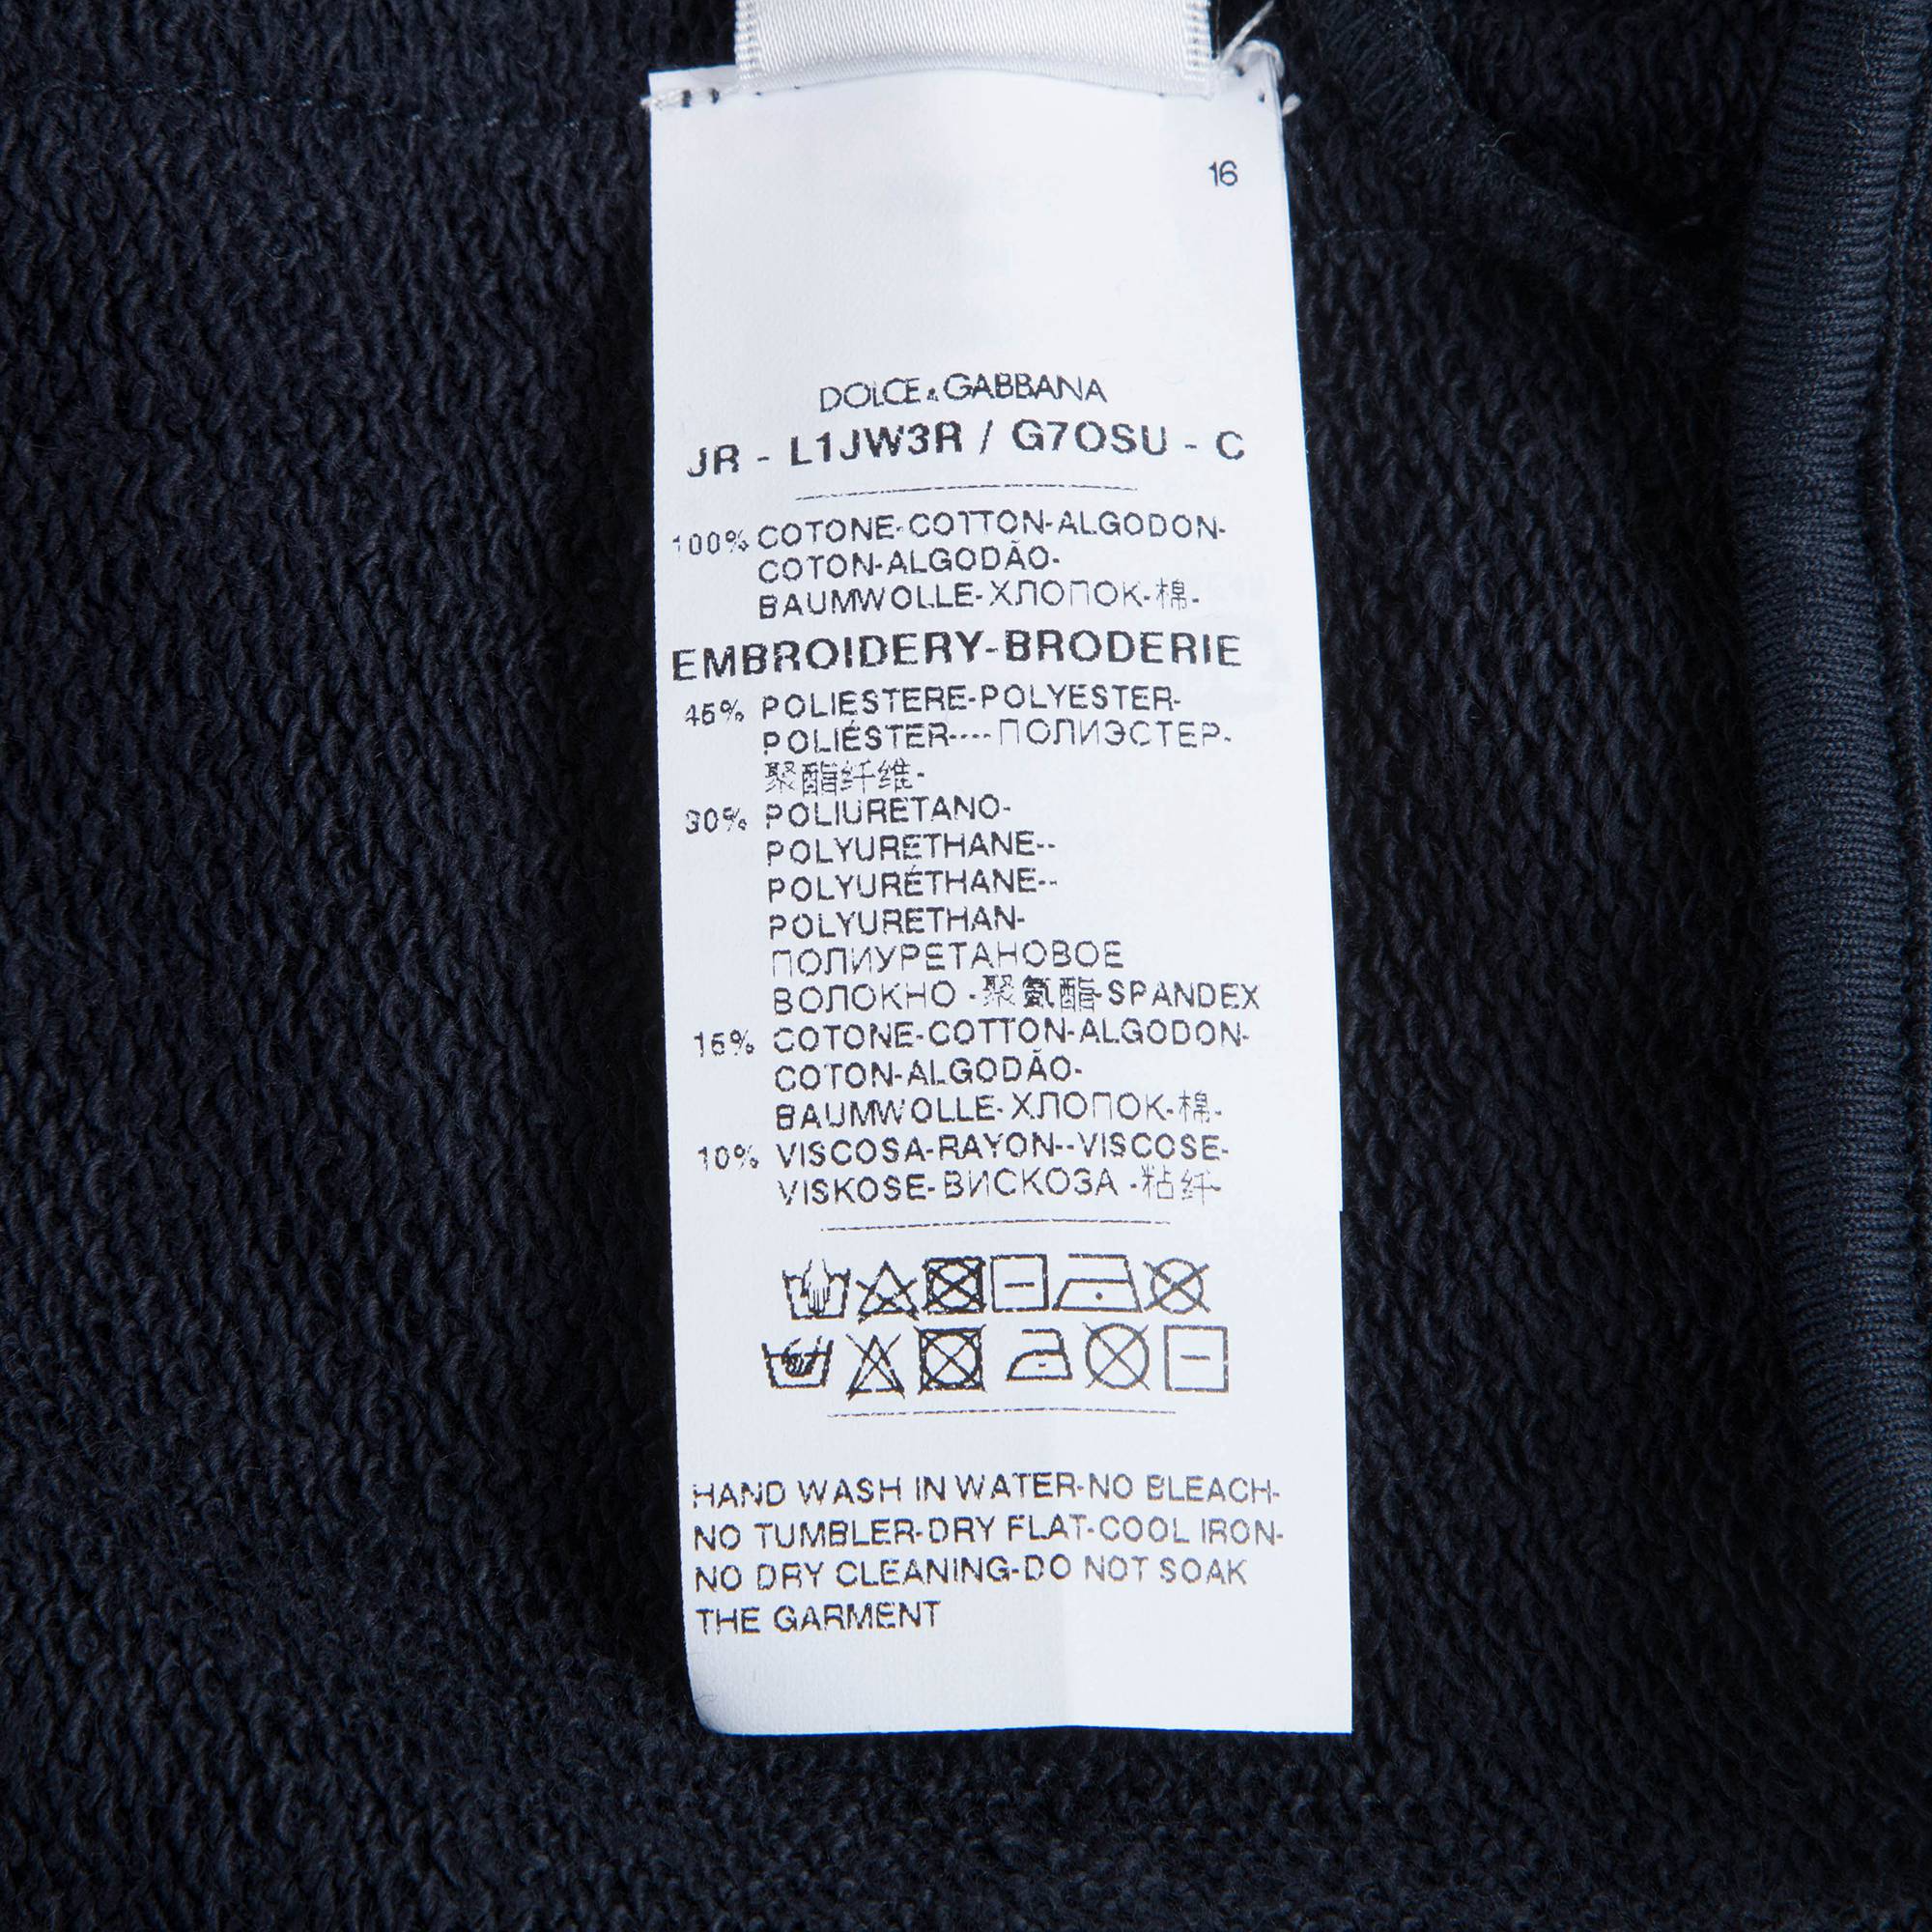 16
DOLCE & GABBANA
JR - L1JW3R / G7OSU - C
100% COTONE-COTTON-ALGODON-
COTON-ALGODÃO-
BAUMWOLLE-ХЛОПОК-棉-
EMBROIDERY-BRODERIE
45% POLIESTERE-POLYESTER-
POLIÉSTER----ПОЛИЭСТЕР-
聚酯纤维-
30% POLIURETANO-
POLYURETHANE--
POLYURÉTHANE--
POLYURETHAN-
ПОЛИУРЕТАНОВОЕ
ВОЛОКНО -聚氨酯-SPANDEX
15% COTONE-COTTON-ALGODON-
COTON-ALGODÃO-
BAUMWOLLE-ХЛОПОК-棉-
10% VISCOSA-RAYON--VISCOSE-
VISKOSE-ВИСКОЗА -粘纤-
HAND WASH IN WATER-NO BLEACH-
NO TUMBLER-DRY FLAT-COOL IRON-
NO DRY CLEANING-DO NOT SOAK
THE GARMENT